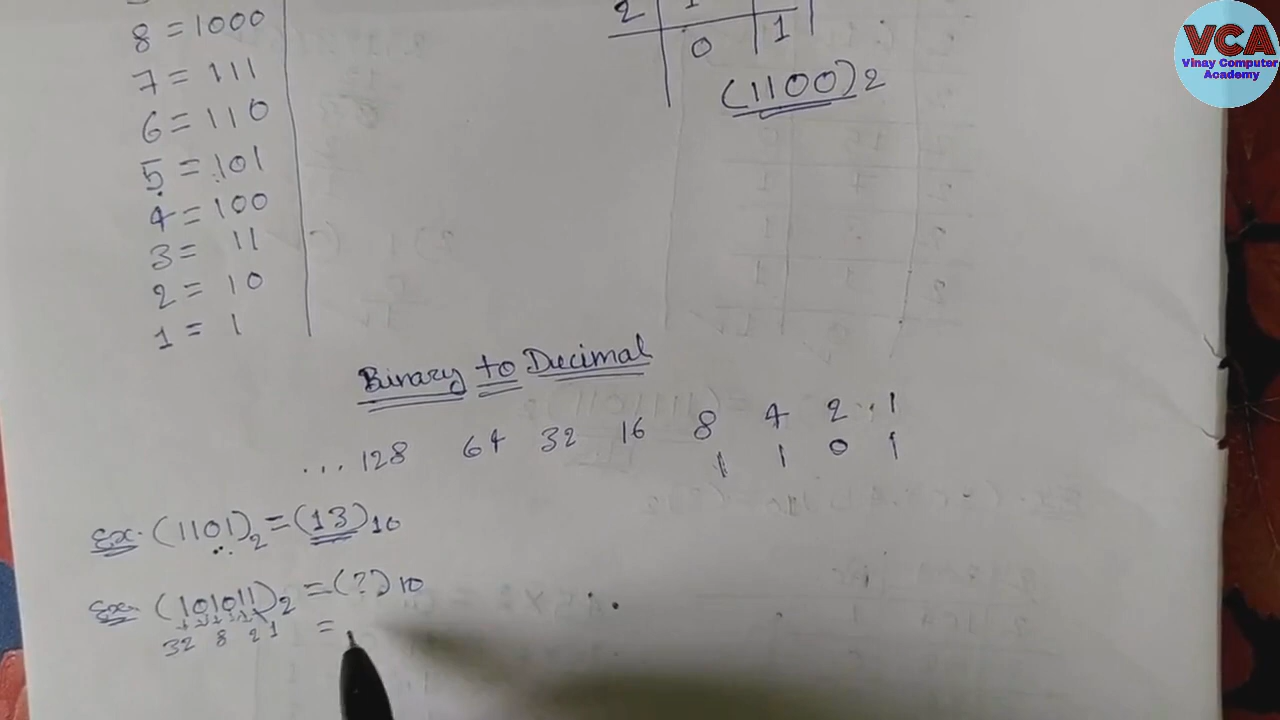 8 = 1000
7 = 111
6 = 110
5 = 101
4 = 100
3 = 11
2 = 10
1 = 1
2 1
0 1
(1100)2
VCA
Vinay Computer
Academy
Binary to Decimal
... 128 64 32 16 8 4 2 1
1 1 0 1
Ex. (1101)2 = (13)10
Ex. (101011)2 = (?)10
32 8 2 1 =